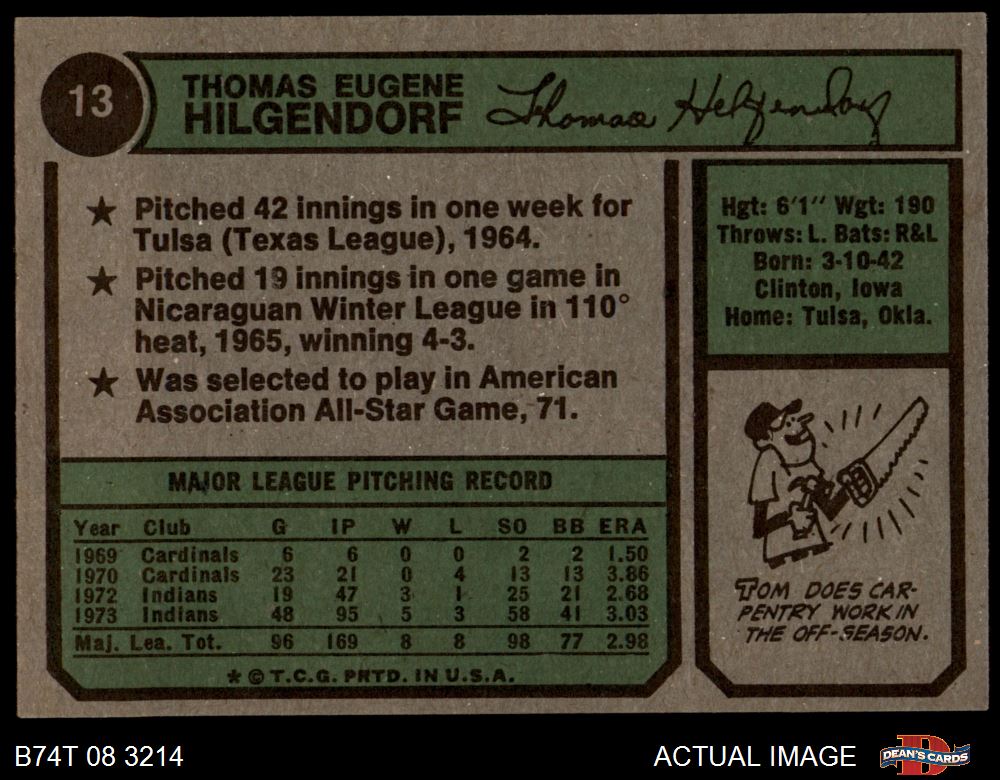 13
THOMAS EUGENE
HILGENDORF
Thomas Hilgendorf
★ Pitched 42 innings in one week for
Tulsa (Texas League), 1964.
★ Pitched 19 innings in one game in
Nicaraguan Winter League in 110°
heat, 1965, winning 4-3.
★ Was selected to play in American
Association All-Star Game, 71.
Hgt: 6'1" Wgt: 190
Throws: L. Bats: R&L
Born: 3-10-42
Clinton, Iowa
Home: Tulsa, Okla.
MAJOR LEAGUE PITCHING RECORD
Year Club G IP W L SO BB ERA
1969 Cardinals 6 6 0 0 2 2 1.50
1970 Cardinals 23 21 0 4 13 13 3.86
1972 Indians 19 47 3 1 25 21 2.68
1973 Indians 48 95 5 3 58 41 3.03
Maj. Lea. Tot. 96 169 8 8 98 77 2.98
* © T.C.G. PRTD. IN U.S.A.
TOM DOES CAR-
PENTRY WORK IN
THE OFF-SEASON.
B74T 08 3214
ACTUAL IMAGE
D
DEAN'S CARDS